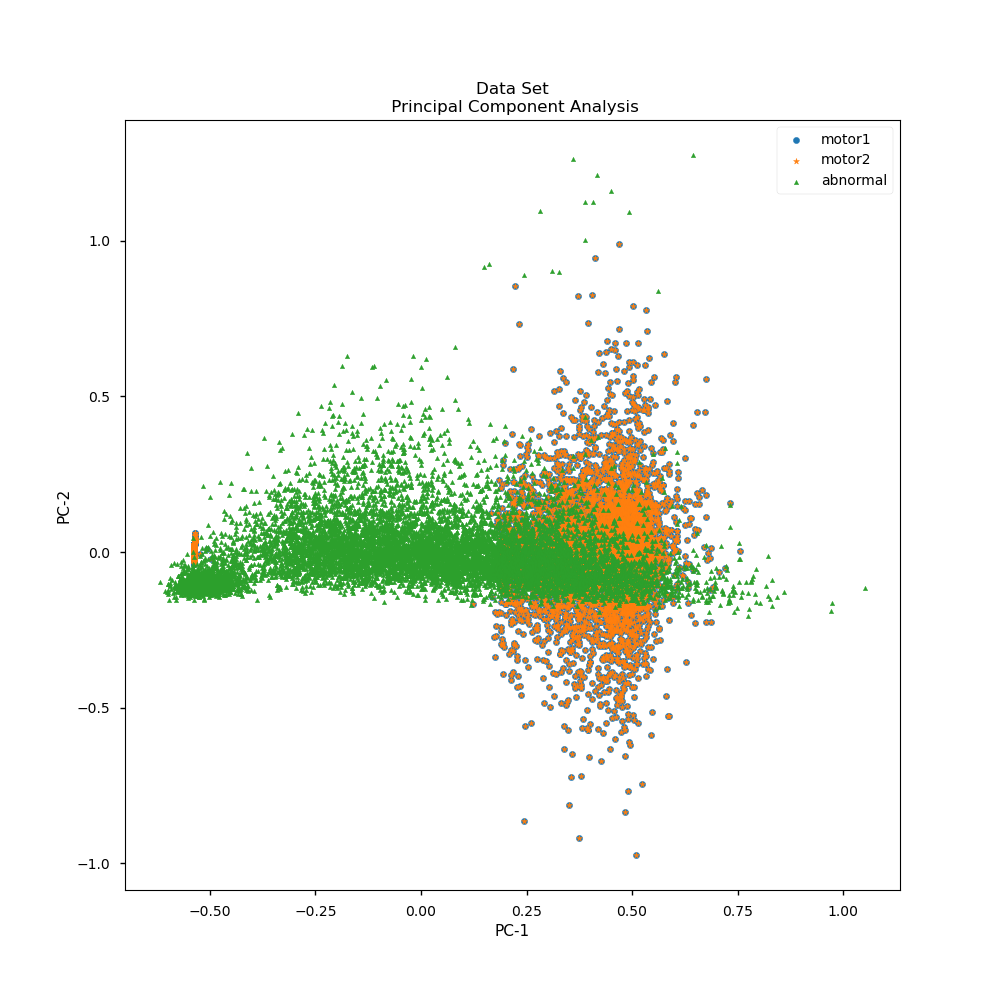 Data Set
Principal Component Analysis
motor1
motor2
abnormal
PC-2
1.0
0.5
0.0
−0.5
−1.0
−0.50
−0.25
0.00
0.25
0.50
0.75
1.00
PC-1